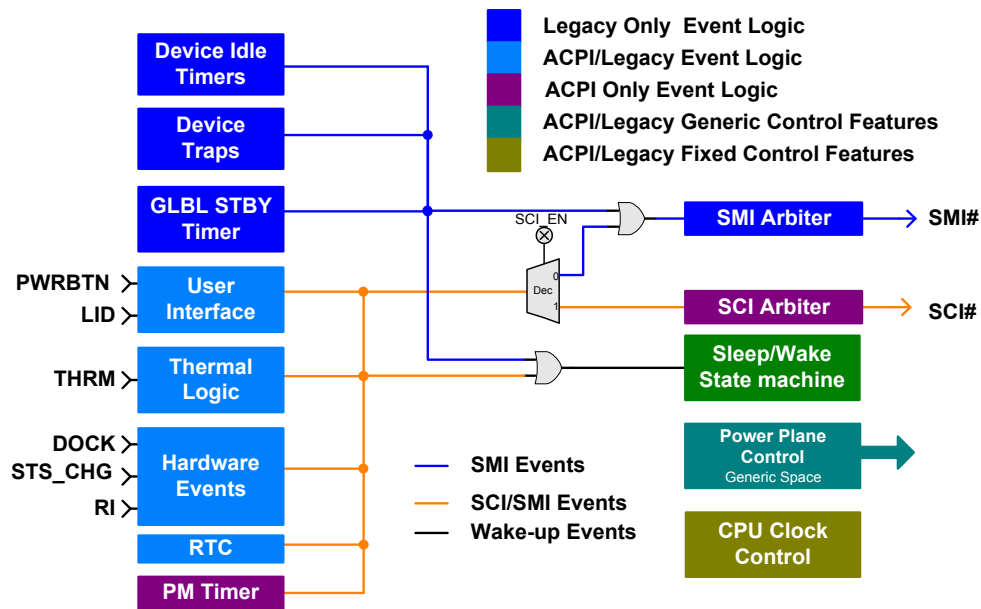 Legacy Only Event Logic
ACPI/Legacy Event Logic
ACPI Only Event Logic
ACPI/Legacy Generic Control Features
ACPI/Legacy Fixed Control Features
Device Idle
Timers
Device
Traps
GLBL STBY
Timer
PWRBTN
LID
User
Interface
THRM
Thermal
Logic
DOCK
STS_CHG
RI
Hardware
Events
RTC
PM Timer
SCI_EN
Dec
0
1
SMI Arbiter
SMI#
SCI Arbiter
SCI#
Sleep/Wake
State machine
Power Plane
Control
Generic Space
CPU Clock
Control
SMI Events
SCI/SMI Events
Wake-up Events